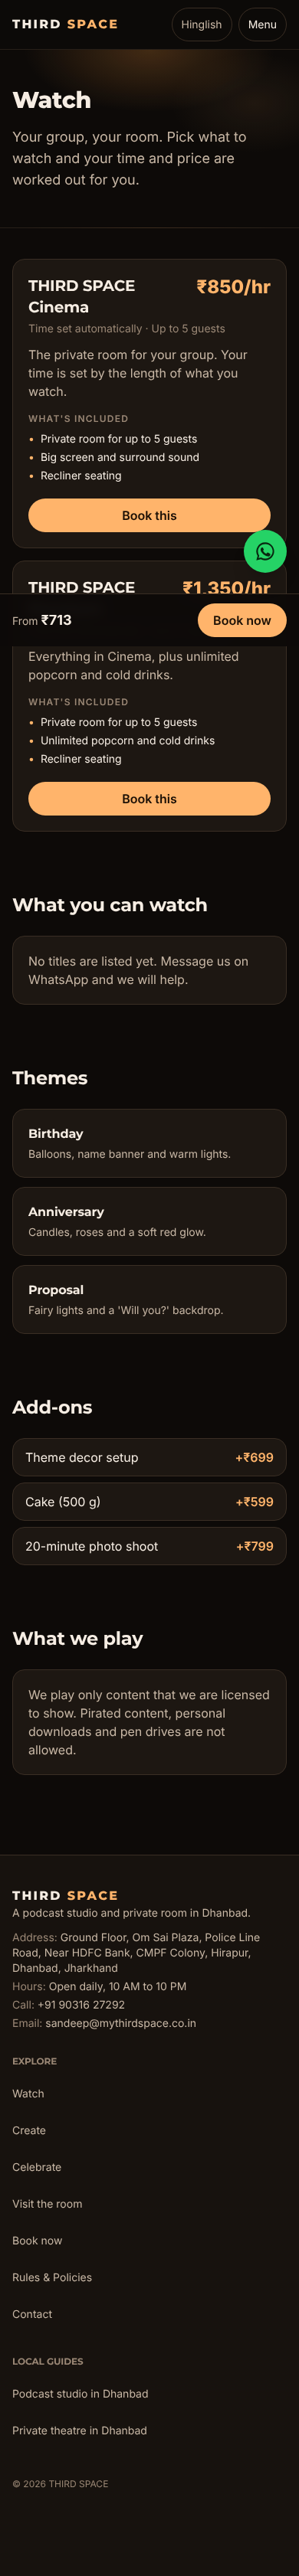 THIRD SPACE
Hinglish
Menu
Watch
Your group, your room. Pick what to
watch and your time and price are
worked out for you.
THIRD SPACE
Cinema
₹850/hr
Time set automatically · Up to 5 guests
The private room for your group. Your
time is set by the length of what you
watch.
WHAT'S INCLUDED
• Private room for up to 5 guests
• Big screen and surround sound
• Recliner seating
Book this
THIRD SPACE
₹1,350/hr
From ₹713
Book now
Everything in Cinema, plus unlimited
popcorn and cold drinks.
WHAT'S INCLUDED
• Private room for up to 5 guests
• Unlimited popcorn and cold drinks
• Recliner seating
Book this
What you can watch
No titles are listed yet. Message us on
WhatsApp and we will help.
Themes
Birthday
Balloons, name banner and warm lights.
Anniversary
Candles, roses and a soft red glow.
Proposal
Fairy lights and a 'Will you?' backdrop.
Add-ons
Theme decor setup
+₹699
Cake (500 g)
+₹599
20-minute photo shoot
+₹799
What we play
We play only content that we are licensed
to show. Pirated content, personal
downloads and pen drives are not
allowed.
THIRD SPACE
A podcast studio and private room in Dhanbad.
Address: Ground Floor, Om Sai Plaza, Police Line
Road, Near HDFC Bank, CMPF Colony, Hirapur,
Dhanbad, Jharkhand
Hours: Open daily, 10 AM to 10 PM
Call: +91 90316 27292
Email: sandeep@mythirdspace.co.in
EXPLORE
Watch
Create
Celebrate
Visit the room
Book now
Rules & Policies
Contact
LOCAL GUIDES
Podcast studio in Dhanbad
Private theatre in Dhanbad
© 2026 THIRD SPACE